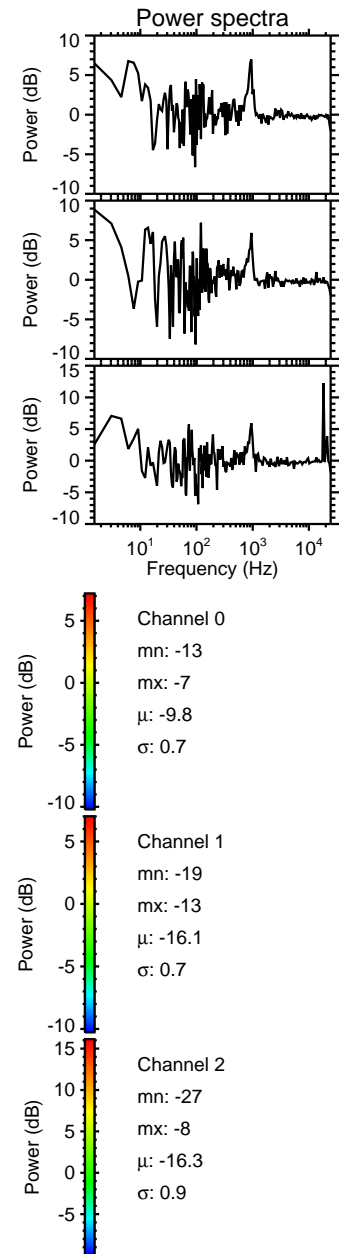 Power spectra
10
5
0
-5
-10
Power (dB)
10
5
0
-5
-10
Power (dB)
15
10
5
0
-5
-10
Power (dB)
10¹ 10² 10³ 10⁴
Frequency (Hz)
5
0
-5
-10
Power (dB)
Channel 0
mn: -13
mx: -7
μ: -9.8
σ: 0.7
5
0
-5
-10
Power (dB)
Channel 1
mn: -19
mx: -13
μ: -16.1
σ: 0.7
15
10
5
0
-5
Power (dB)
Channel 2
mn: -27
mx: -8
μ: -16.3
σ: 0.9